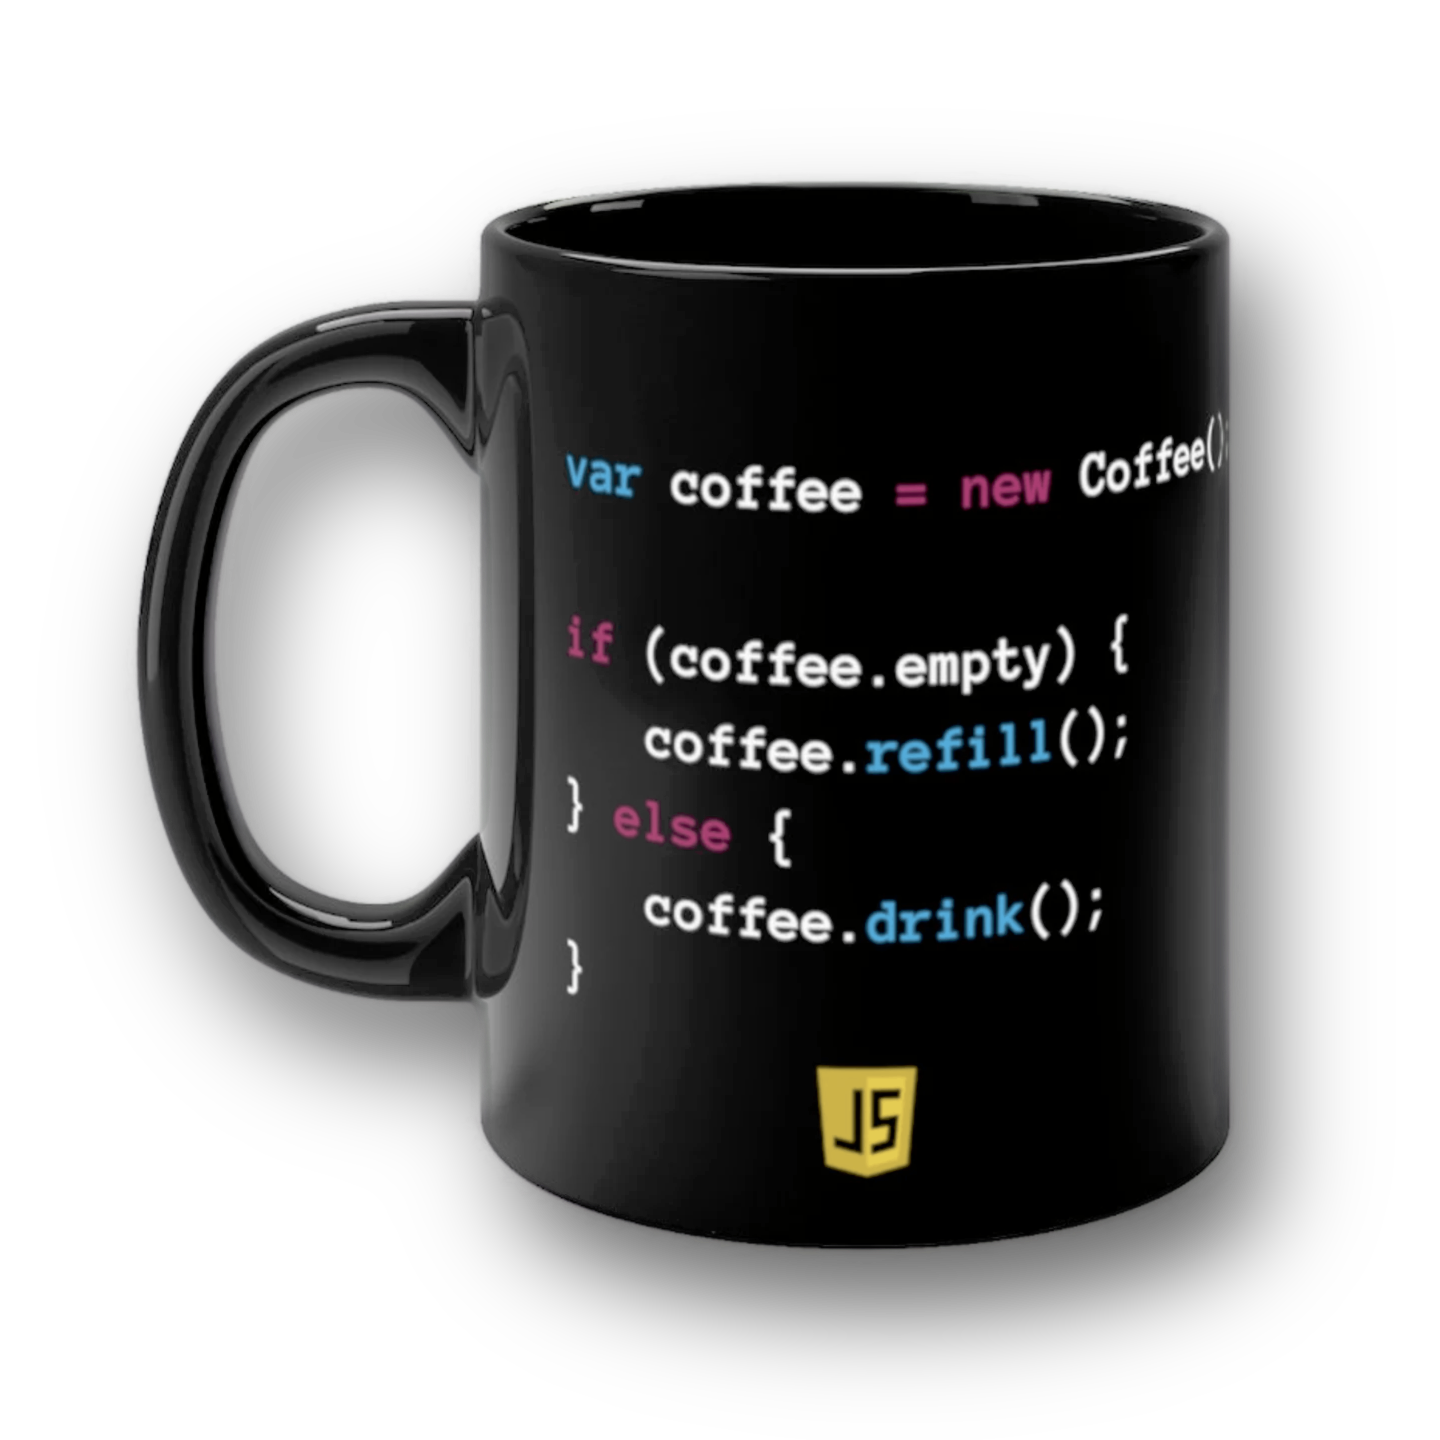 var coffee = new Coffee();
if (coffee.empty) {
   coffee.refill();
} else {
   coffee.drink();
}
JS